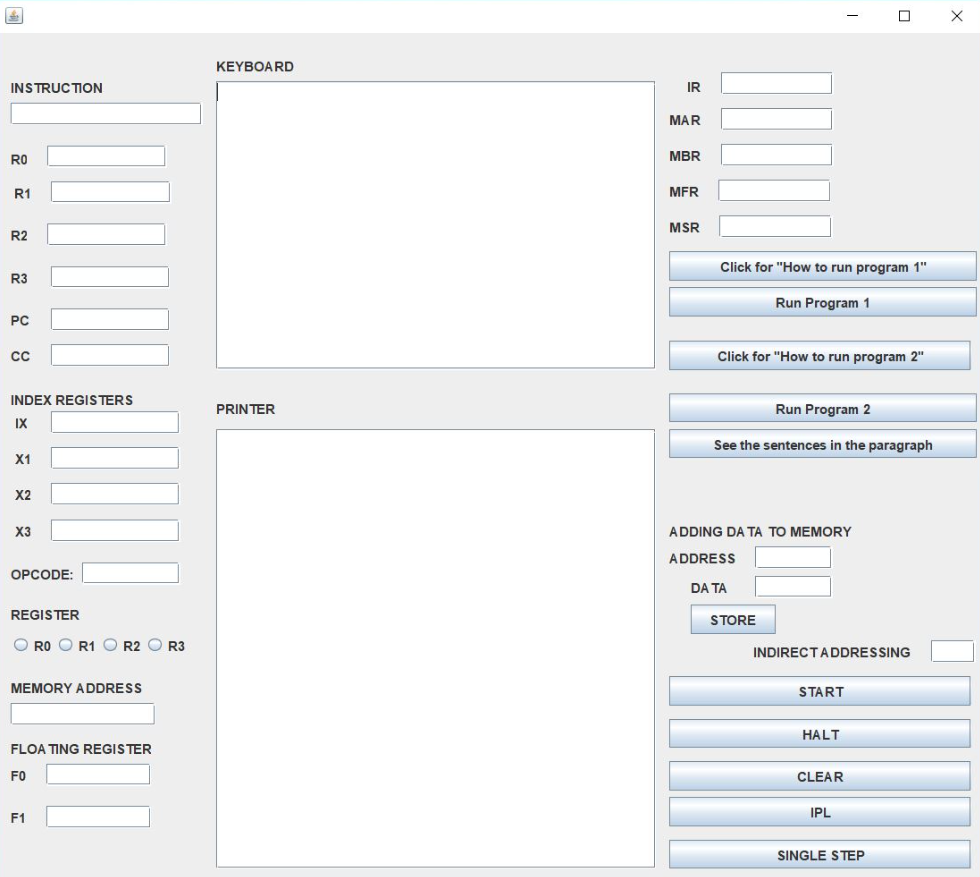 INSTRUCTION
R0
R1
R2
R3
PC
CC
INDEX REGISTERS
IX
X1
X2
X3
OPCODE:
REGISTER
R0 R1 R2 R3
MEMORY ADDRESS
FLOATING REGISTER
F0
F1
KEYBOARD
PRINTER
IR
MAR
MBR
MFR
MSR
Click for "How to run program 1"
Run Program 1
Click for "How to run program 2"
Run Program 2
See the sentences in the paragraph
ADDING DATA TO MEMORY
ADDRESS
DATA
STORE
INDIRECT ADDRESSING
START
HALT
CLEAR
IPL
SINGLE STEP